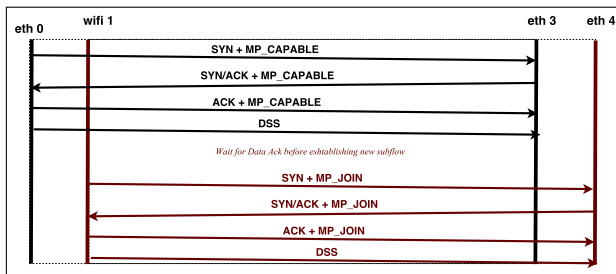 eth 0
wifi 1
eth 3
eth 4
SYN + MP_CAPABLE
SYN/ACK + MP_CAPABLE
ACK + MP_CAPABLE
DSS
Wait for Data Ack before eshtablishing new subflow
SYN + MP_JOIN
SYN/ACK + MP_JOIN
ACK + MP_JOIN
DSS